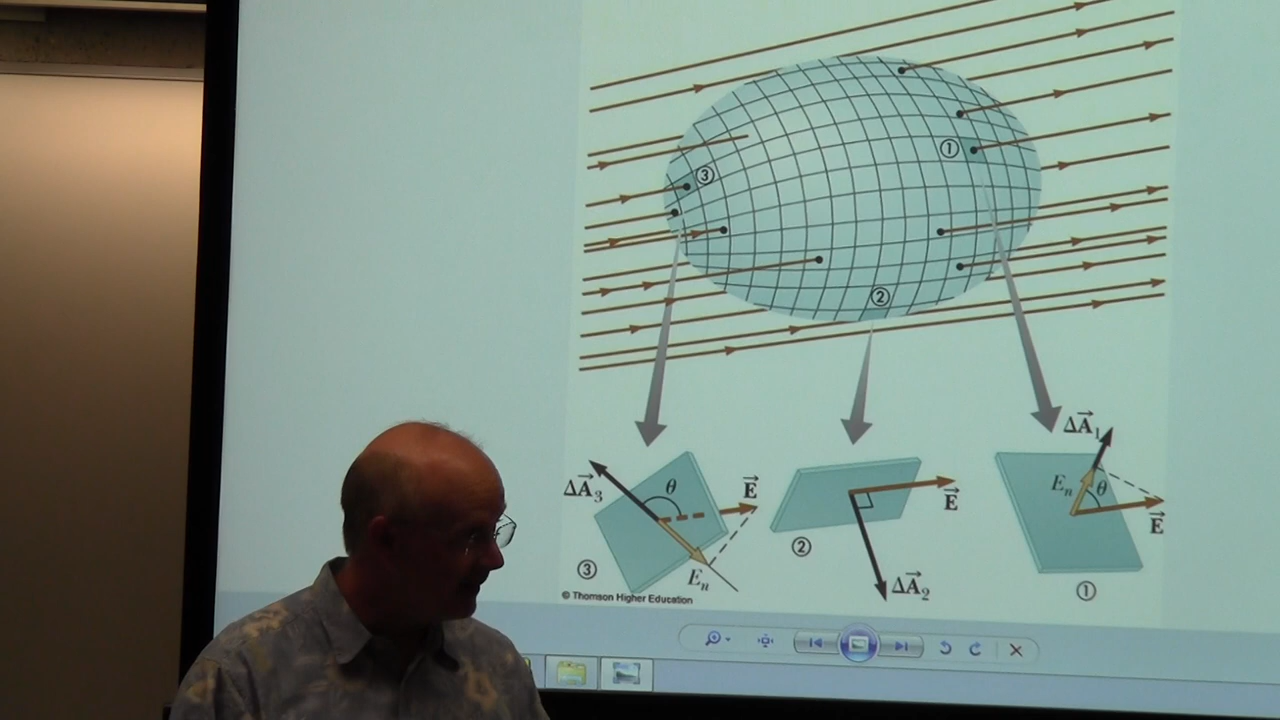 ①
③
②
ΔA⃗₁
ΔA⃗₃
θ
E⃗
E⃗
Eₙ
θ
E⃗
②
③
Eₙ
ΔA⃗₂
①
© Thomson Higher Education